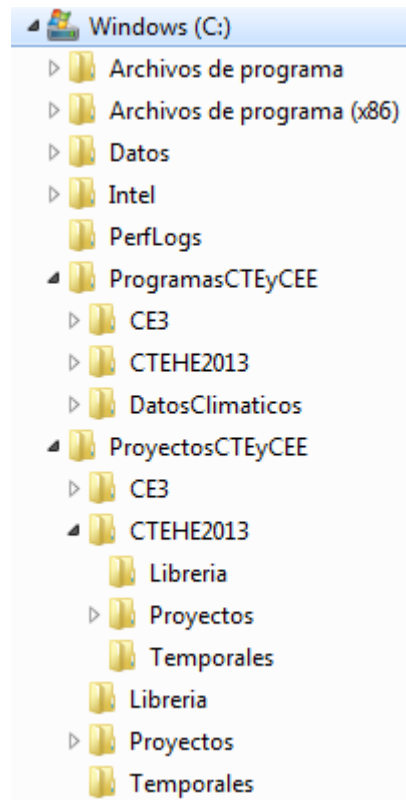 Windows (C:)
Archivos de programa
Archivos de programa (x86)
Datos
Intel
PerfLogs
ProgramasCTEyCEE
CE3
CTEHE2013
DatosClimaticos
ProyectosCTEyCEE
CE3
CTEHE2013
Libreria
Proyectos
Temporales
Libreria
Proyectos
Temporales